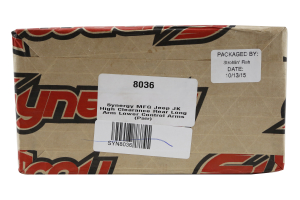 8036
Synergy MFG Jeep JK
High Clearance Rear Long
Arm Lower Control Arms
(Pair)
SYN8036
PACKAGED BY:
DATE:
10/13/15